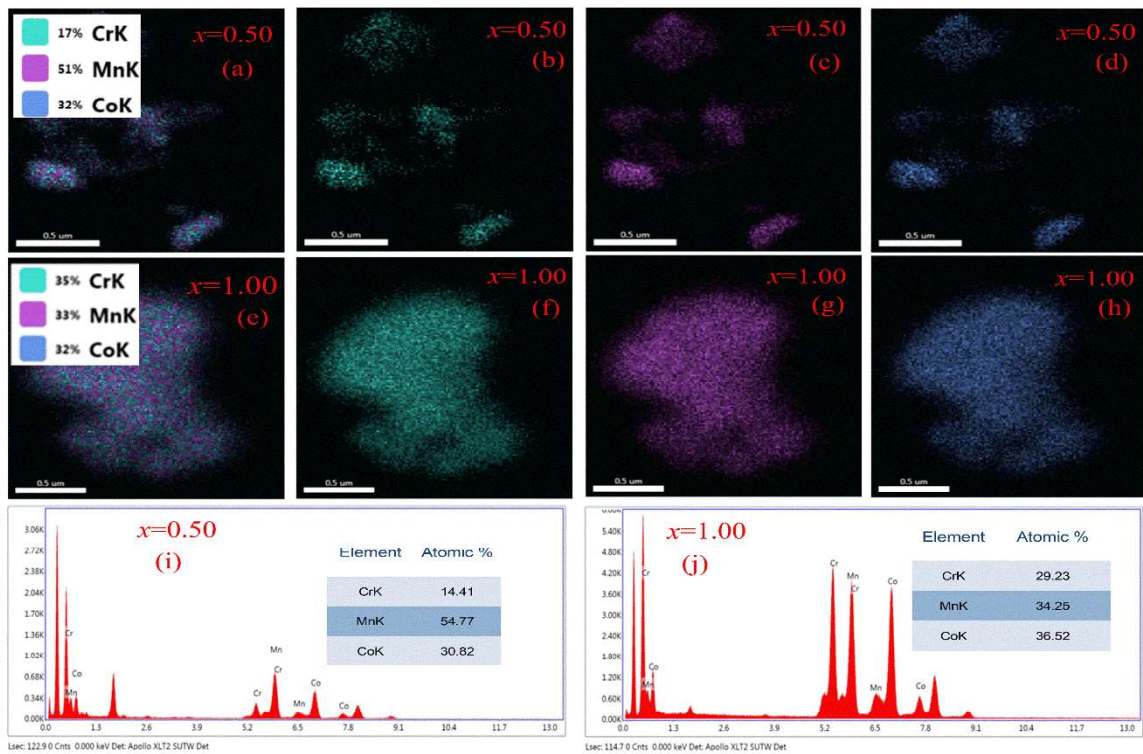 17% CrK
51% MnK
32% CoK
x=0.50
(a)
0.5 um
x=0.50
(b)
0.5 um
x=0.50
(c)
0.5 um
x=0.50
(d)
0.5 um
35% CrK
33% MnK
32% CoK
x=1.00
(e)
0.5 um
x=1.00
(f)
0.5 um
x=1.00
(g)
0.5 um
x=1.00
(h)
0.5 um
x=0.50
(i)
Element Atomic %
CrK 14.41
MnK 54.77
CoK 30.82
3.06K
2.72K
2.38K
2.04K
1.70K
1.36K
1.02K
0.68K
0.34K
0.00K
Cr
Mn
Co
Cr
Mn
Cr
Mn
Co
Co
0.0 1.3 2.6 3.9 5.2 6.5 7.8 9.1 10.4 11.7 13.0
Lsec: 122.9 0 Cnts 0.000 keV Det: Apollo XLT2 SUTW Det
x=1.00
(j)
Element Atomic %
CrK 29.23
MnK 34.25
CoK 36.52
6.00K
5.40K
4.80K
4.20K
3.60K
3.00K
2.40K
1.80K
1.20K
0.60K
0.00K
Cr
Mn
Co
Cr
Mn
Cr
Mn
Co
Co
0.0 1.3 2.6 3.9 5.2 6.5 7.8 9.1 10.4 11.7 13.0
Lsec: 114.7 0 Cnts 0.000 keV Det: Apollo XLT2 SUTW Det